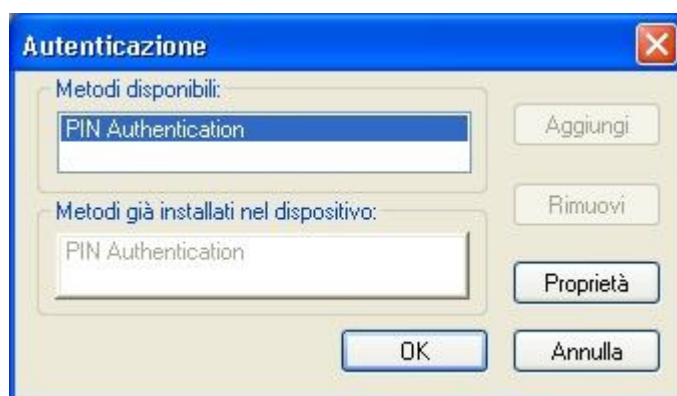 Autenticazione
Metodi disponibili:
PIN Authentication
Aggiungi
Metodi già installati nel dispositivo:
Rimuovi
PIN Authentication
Proprietà
OK
Annulla